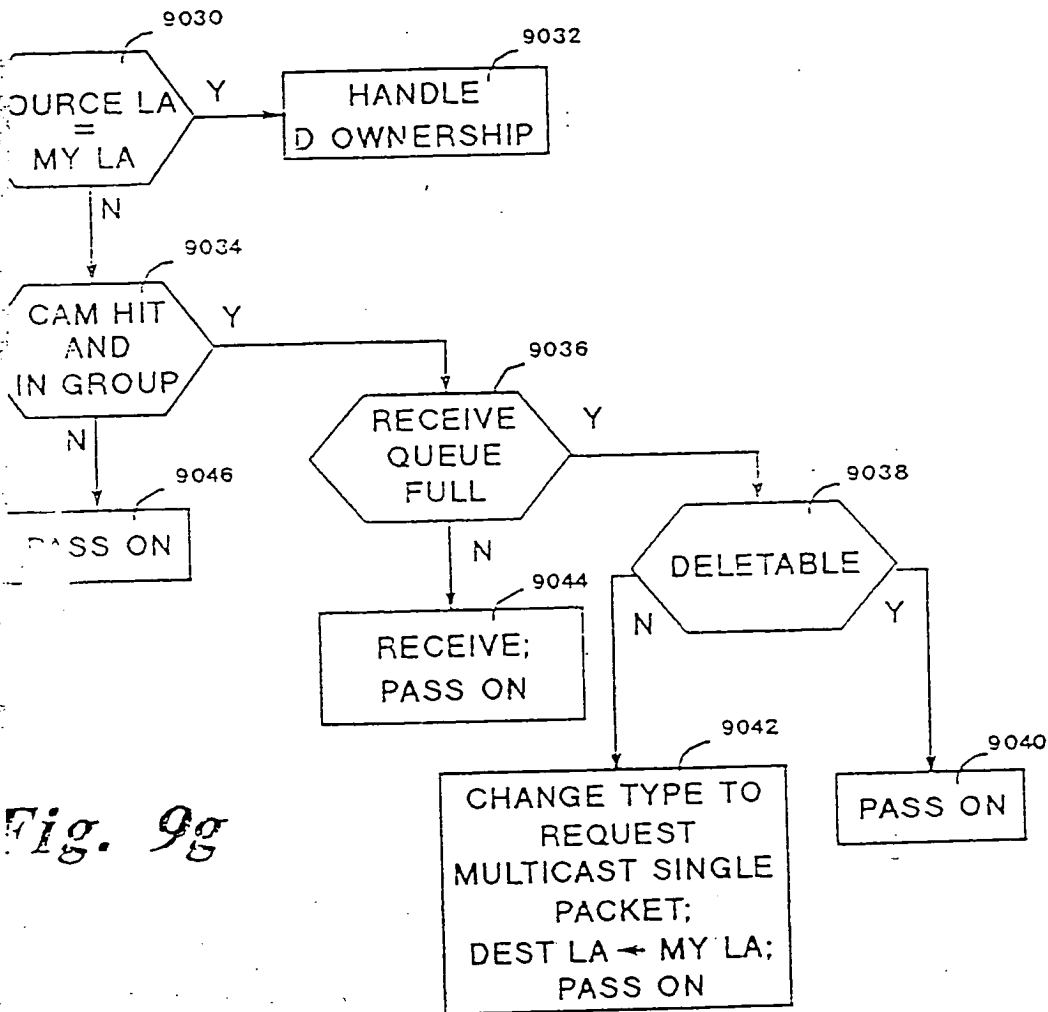 9030
OURCE LA
=
MY LA
Y
9032
HANDLE
D OWNERSHIP
N
9034
CAM HIT
AND
IN GROUP
Y
N
9046
PASS ON
9036
RECEIVE
QUEUE
FULL
Y
N
9044
RECEIVE;
PASS ON
9038
DELETABLE
N
Y
9042
CHANGE TYPE TO
REQUEST
MULTICAST SINGLE
PACKET;
DEST LA ← MY LA;
PASS ON
9040
PASS ON
Fig. 9g